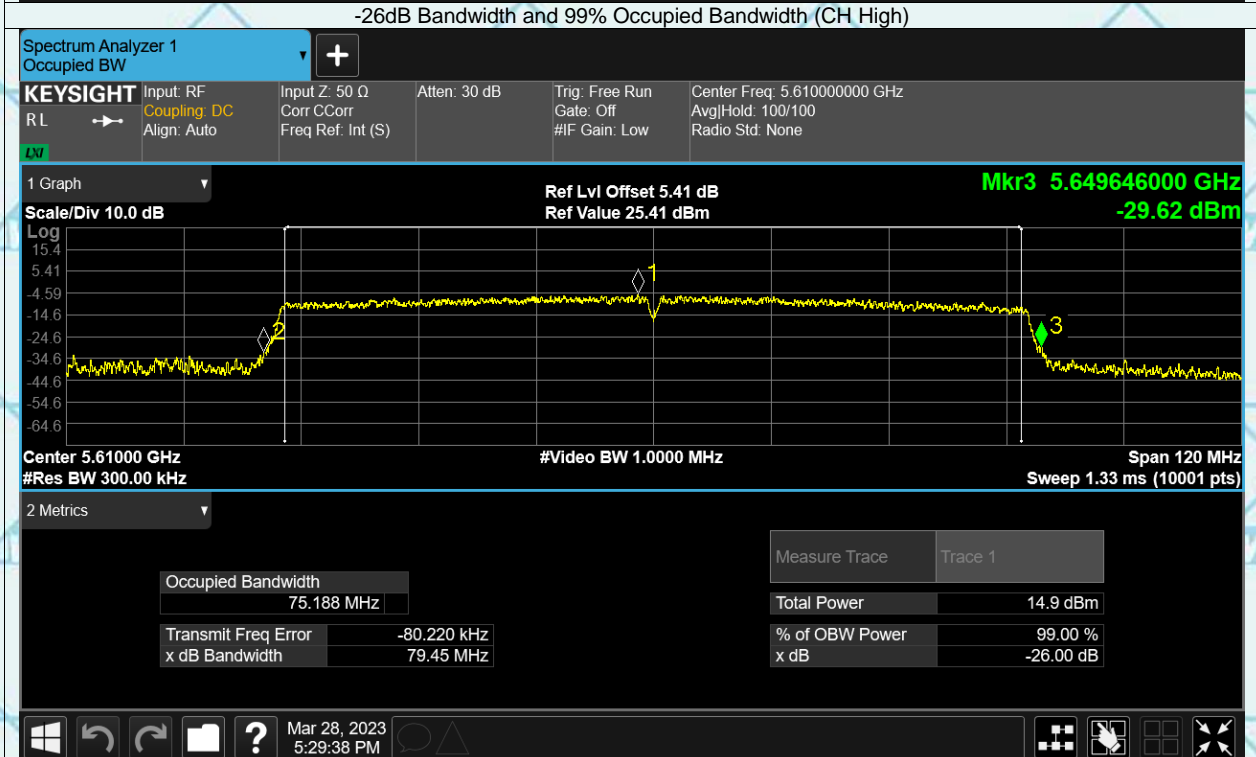 -26dB Bandwidth and 99% Occupied Bandwidth (CH High)
Spectrum Analyzer 1
Occupied BW
+
KEYSIGHT Input: RF Input Z: 50 Ω Atten: 30 dB Trig: Free Run Center Freq: 5.610000000 GHz
RL Coupling: DC Corr CCorr Gate: Off Avg|Hold: 100/100
Align: Auto Freq Ref: Int (S) #IF Gain: Low Radio Std: None
LXI
1 Graph Ref Lvl Offset 5.41 dB Mkr3 5.649646000 GHz
Scale/Div 10.0 dB Ref Value 25.41 dBm -29.62 dBm
Log
15.4
5.41
-4.59
-14.6
-24.6
-34.6
-44.6
-54.6
-64.6
1
2
3
Center 5.61000 GHz #Video BW 1.0000 MHz Span 120 MHz
#Res BW 300.00 kHz Sweep 1.33 ms (10001 pts)
2 Metrics
Measure Trace Trace 1
Occupied Bandwidth
75.188 MHz Total Power 14.9 dBm
Transmit Freq Error -80.220 kHz % of OBW Power 99.00 %
x dB Bandwidth 79.45 MHz x dB -26.00 dB
? Mar 28, 2023
5:29:38 PM